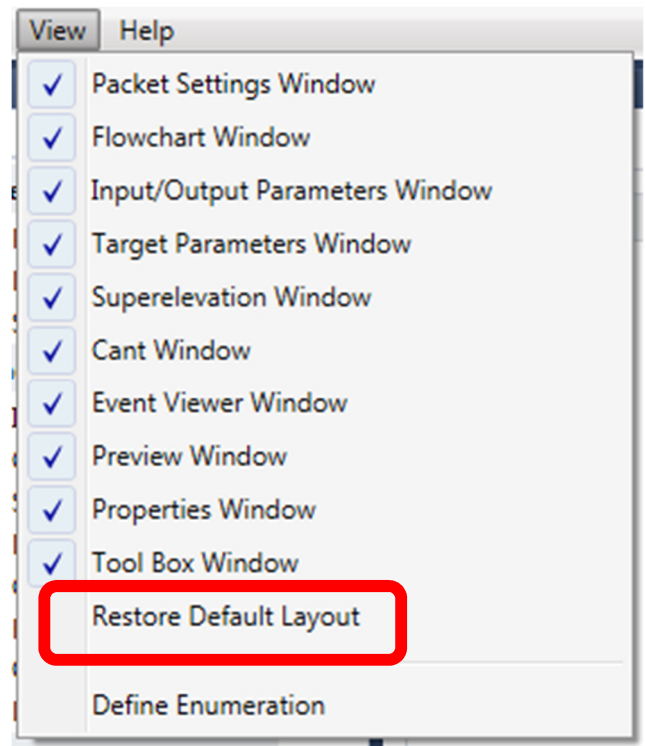 View Help
Packet Settings Window
Flowchart Window
Input/Output Parameters Window
Target Parameters Window
Superelevation Window
Cant Window
Event Viewer Window
Preview Window
Properties Window
Tool Box Window
Restore Default Layout
Define Enumeration